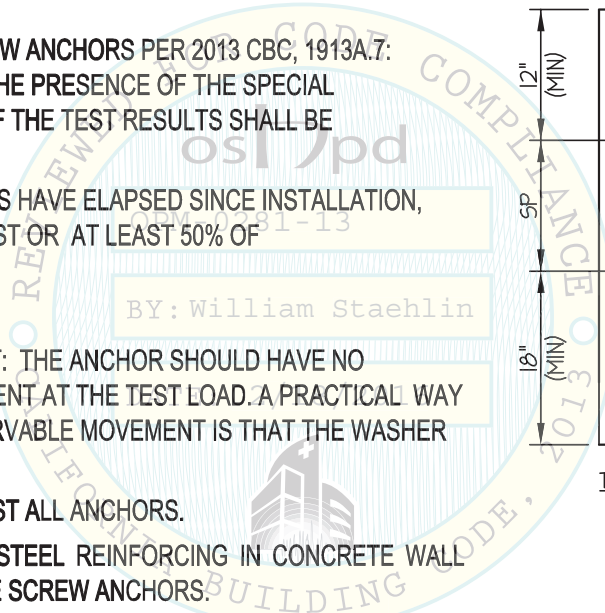 W ANCHORS PER 2013 CBC, 1913A.7:
HE PRESENCE OF THE SPECIAL
F THE TEST RESULTS SHALL BE
S HAVE ELAPSED SINCE INSTALLATION,
ST OR AT LEAST 50% OF
T: THE ANCHOR SHOULD HAVE NO
ENT AT THE TEST LOAD. A PRACTICAL WAY
RVABLE MOVEMENT IS THAT THE WASHER
ST ALL ANCHORS.
STEEL REINFORCING IN CONCRETE WALL
E SCREW ANCHORS.
12"
(MIN)
SP
18"
(MIN)
REVIEWED FOR CODE COMPLIANCE
oshpd
OPM-0281-13
BY: William Staehlin
CALIFORNIA BUILDING CODE, 2013